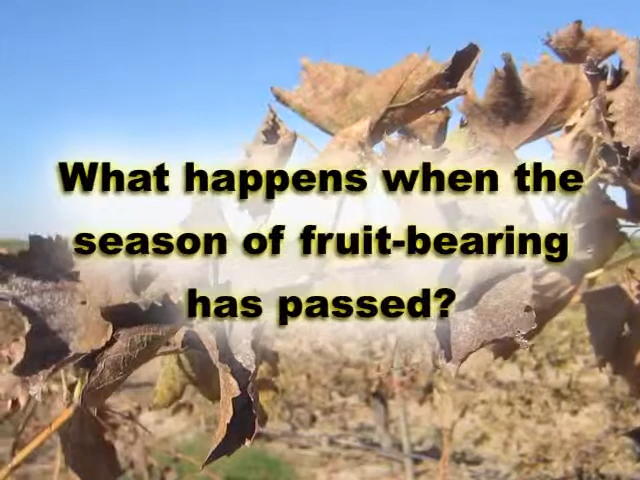 What happens when the
season of fruit-bearing
has passed?